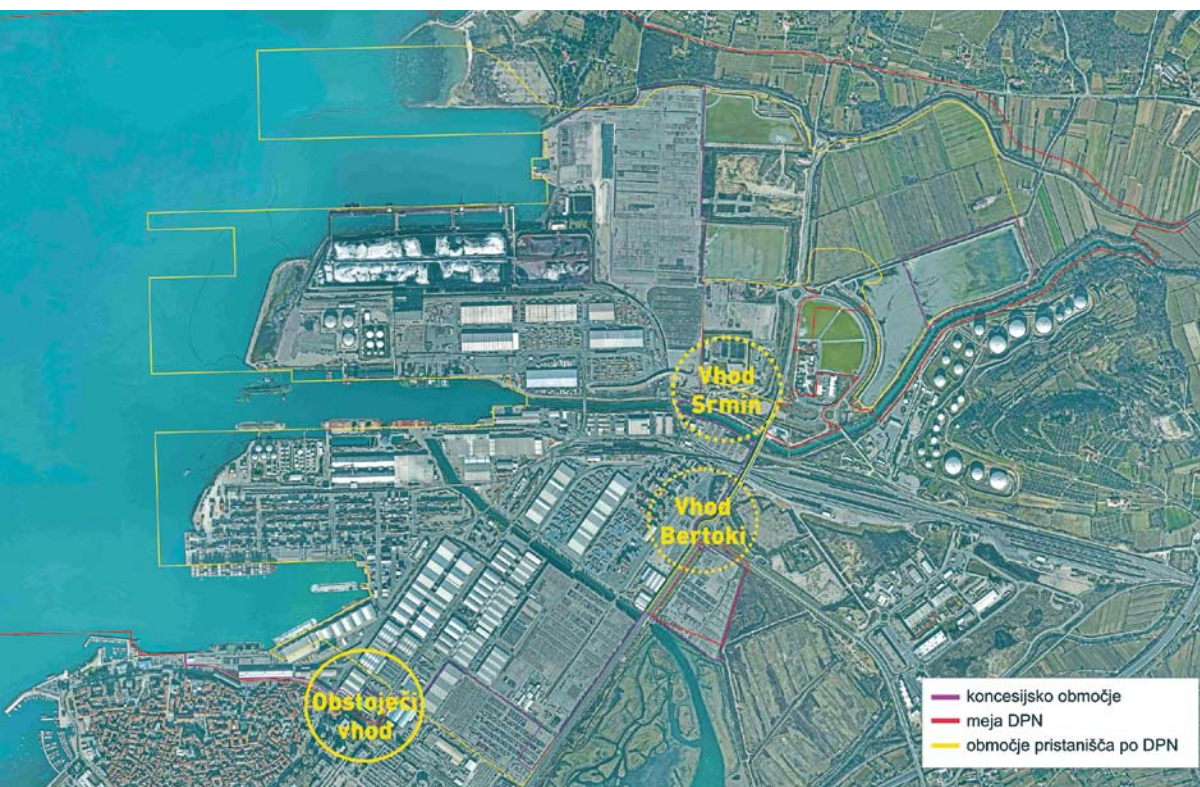 Vhod
Srmin
Vhod
Bertoki
Obstoječi
vhod
koncesijsko območje
meja DPN
območje pristanišča po DPN